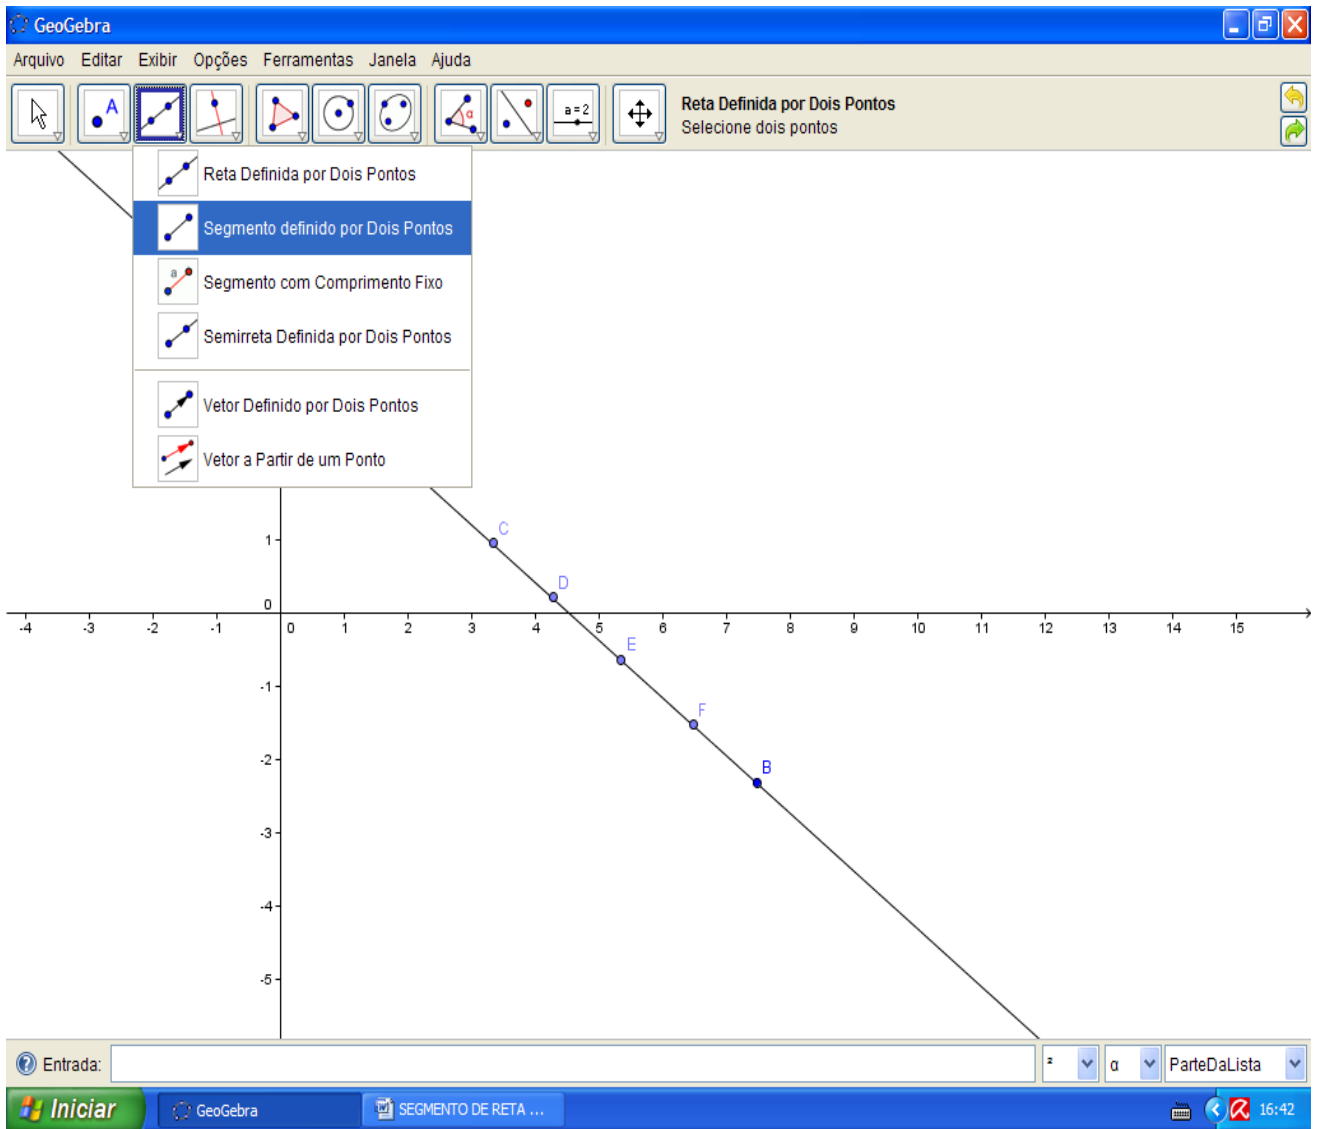 GeoGebra
Arquivo Editar Exibir Opções Ferramentas Janela Ajuda
A
α
a=2
Reta Definida por Dois Pontos
Selecione dois pontos
Reta Definida por Dois Pontos
Segmento definido por Dois Pontos
a
Segmento com Comprimento Fixo
Semirreta Definida por Dois Pontos
Vetor Definido por Dois Pontos
Vetor a Partir de um Ponto
C
1
D
0
-4 -3 -2 -1 0 1 2 3 4 5 6 7 8 9 10 11 12 13 14 15
E
-1
F
-2
B
-3
-4
-5
? Entrada:
² α ParteDaLista
Iniciar GeoGebra SEGMENTO DE RETA ... 16:42